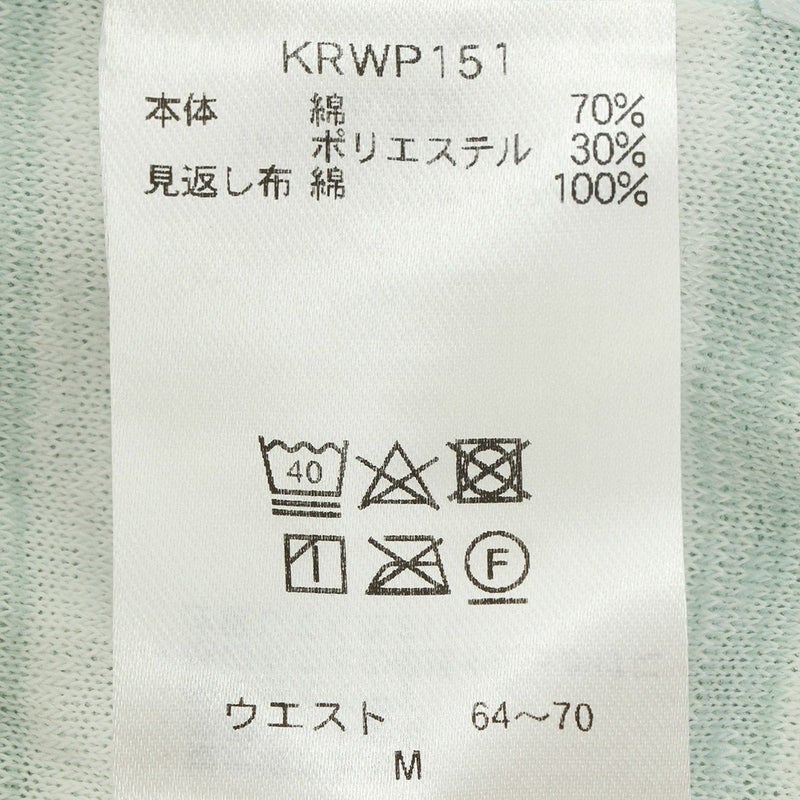 KRWP151
本体 綿 70%
ポリエステル 30%
見返し布 綿 100%
40
F
ウエスト 64〜70
M